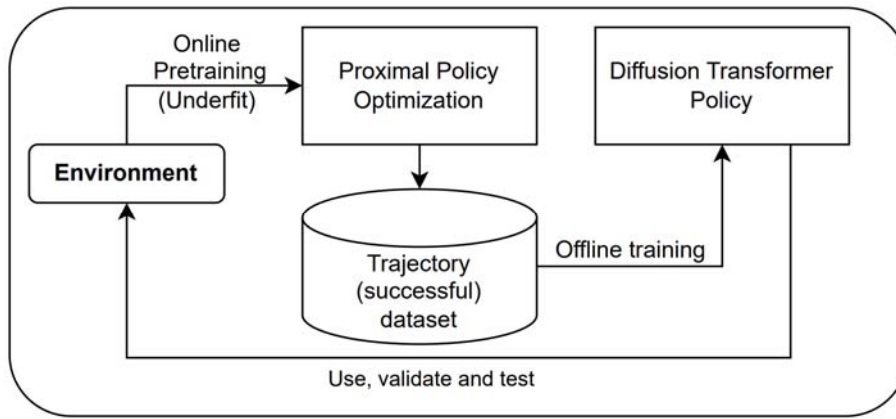 Online
Pretraining
(Underfit)
Proximal Policy
Optimization
Diffusion Transformer
Policy
Environment
Trajectory
(successful)
dataset
Offline training
Use, validate and test